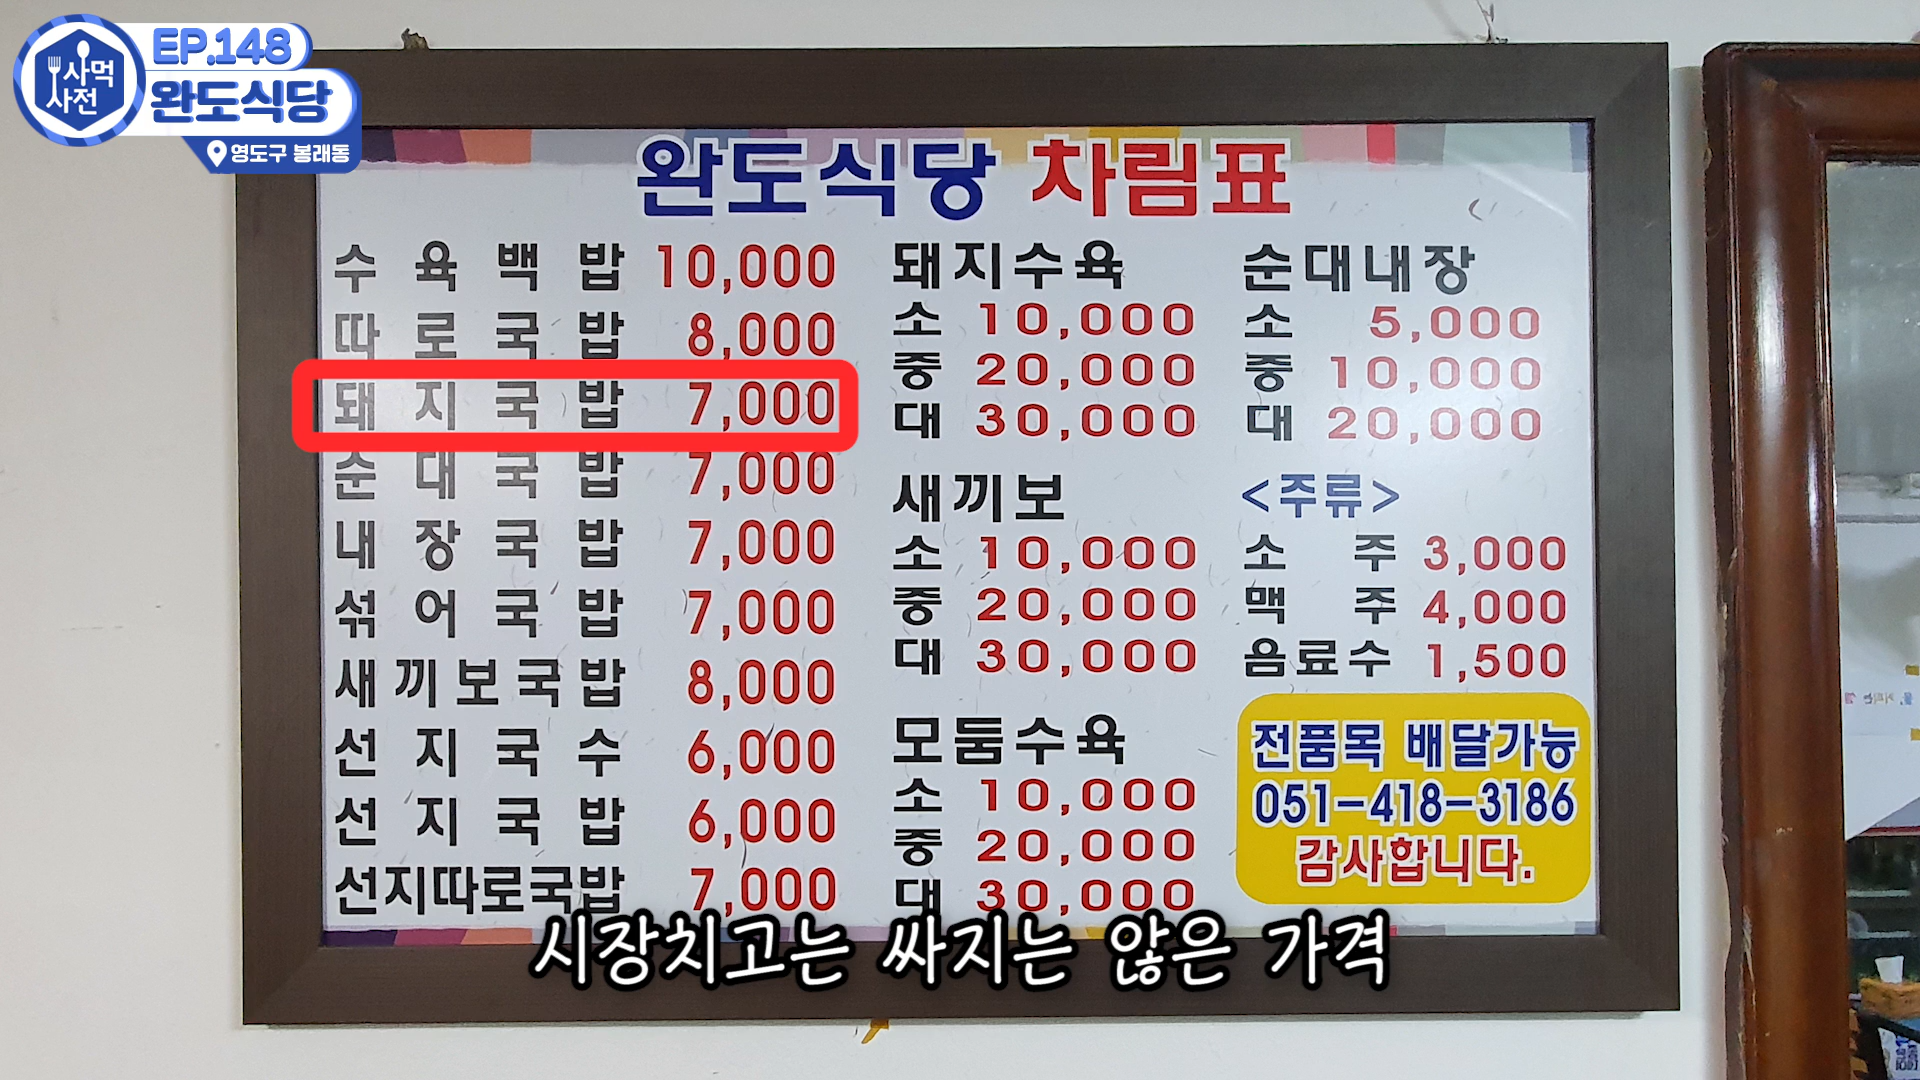 사먹
사전
EP.148
완도식당
영도구 봉래동
완도식당 차림표
수육백밥 10,000
따로국밥 8,000
돼지국밥 7,000
순대국밥 7,000
내장국밥 7,000
섞어국밥 7,000
새끼보국밥 8,000
선지국수 6,000
선지국밥 6,000
선지따로국밥 7,000
돼지수육
소 10,000
중 20,000
대 30,000
새끼보
소 10,000
중 20,000
대 30,000
모둠수육
소 10,000
중 20,000
대 30,000
순대내장
소 5,000
중 10,000
대 20,000
<주류>
소주 3,000
맥주 4,000
음료수 1,500
전품목 배달가능
051-418-3186
감사합니다.
시장치고는 싸지는 않은 가격